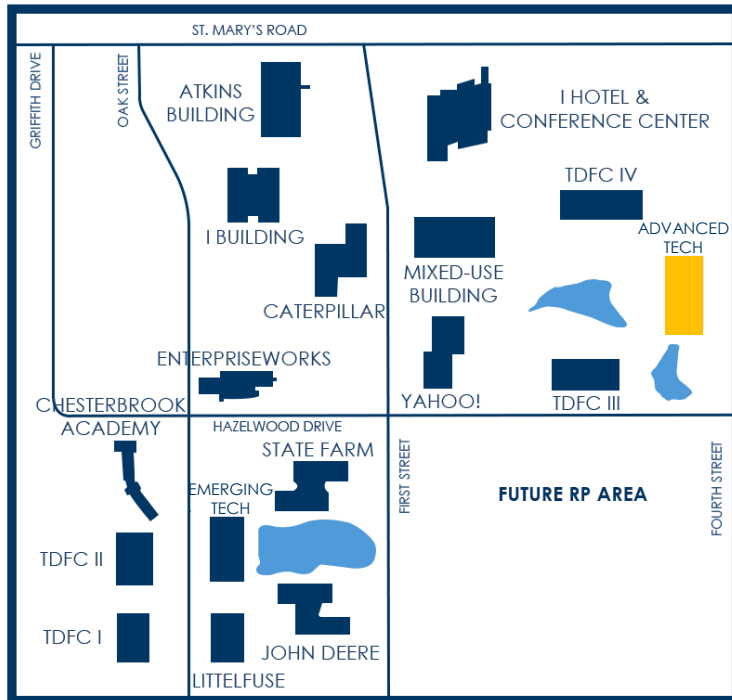 ST. MARY'S ROAD
GRIFFITH DRIVE
OAK STREET
ATKINS
BUILDING
I HOTEL &
CONFERENCE CENTER
TDFC IV
I BUILDING
ADVANCED
TECH
MIXED-USE
BUILDING
CATERPILLAR
ENTERPRISEWORKS
YAHOO!
TDFC III
CHESTERBROOK
ACADEMY
HAZELWOOD DRIVE
STATE FARM
FIRST STREET
FOURTH STREET
EMERGING
TECH
FUTURE RP AREA
TDFC II
TDFC I
JOHN DEERE
LITTELFUSE